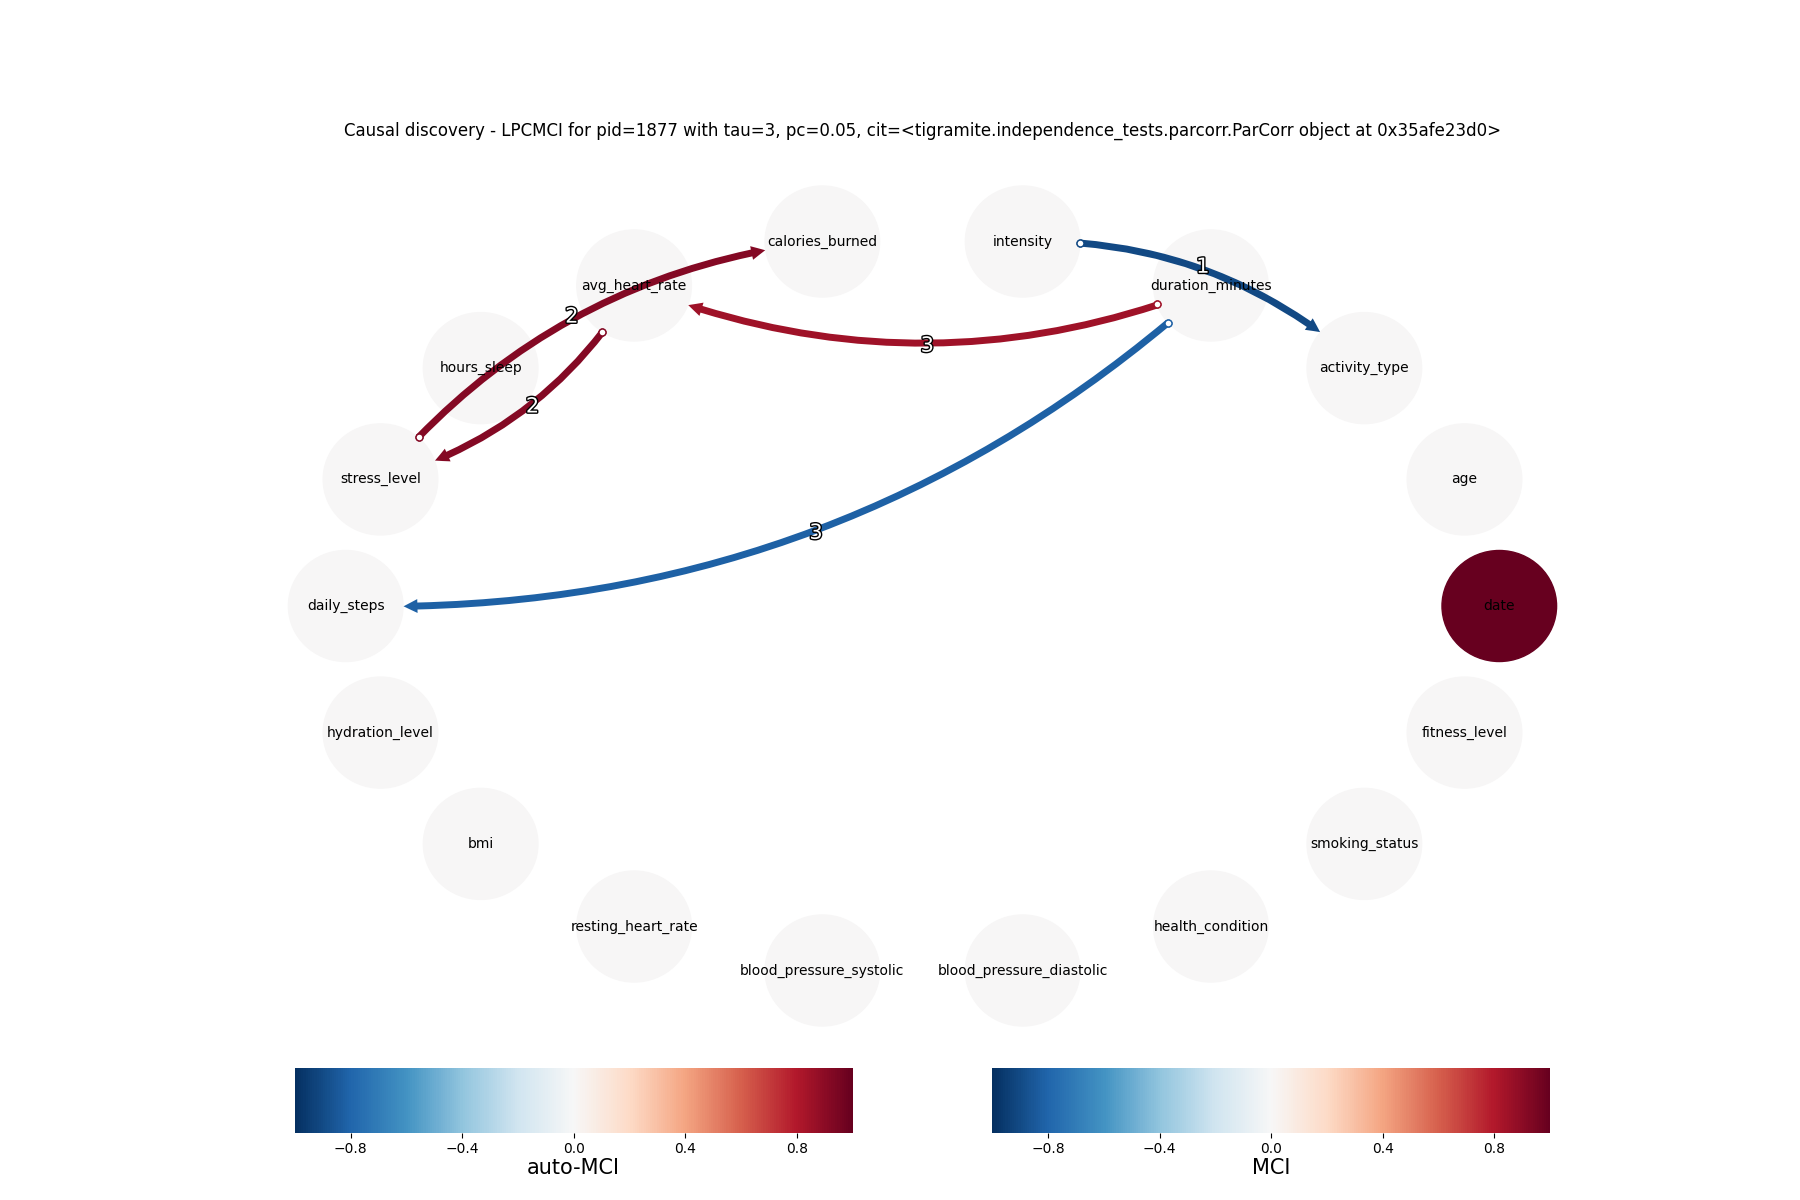 Causal discovery - LPCMCI for pid=1877 with tau=3, pc=0.05, cit=<tigramite.independence_tests.parcorr.ParCorr object at 0x35afe23d0>
calories_burned
intensity
1
avg_heart_rate
duration_minutes
2
3
hours_sleep
activity_type
2
stress_level
age
3
daily_steps
date
hydration_level
fitness_level
bmi
smoking_status
resting_heart_rate
health_condition
blood_pressure_systolic
blood_pressure_diastolic
−0.8 −0.4 0.0 0.4 0.8
auto-MCI
−0.8 −0.4 0.0 0.4 0.8
MCI